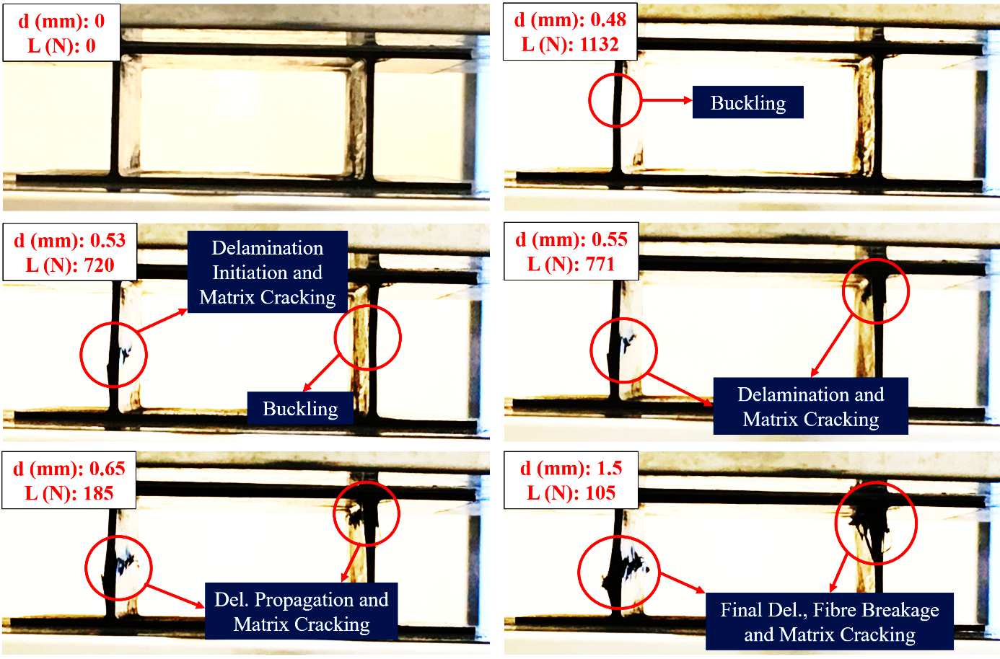 d (mm): 0
L (N): 0
d (mm): 0.48
L (N): 1132
Buckling
d (mm): 0.53
L (N): 720
Delamination
Initiation and
Matrix Cracking
Buckling
d (mm): 0.55
L (N): 771
Delamination and
Matrix Cracking
d (mm): 0.65
L (N): 185
Del. Propagation and
Matrix Cracking
d (mm): 1.5
L (N): 105
Final Del., Fibre Breakage
and Matrix Cracking